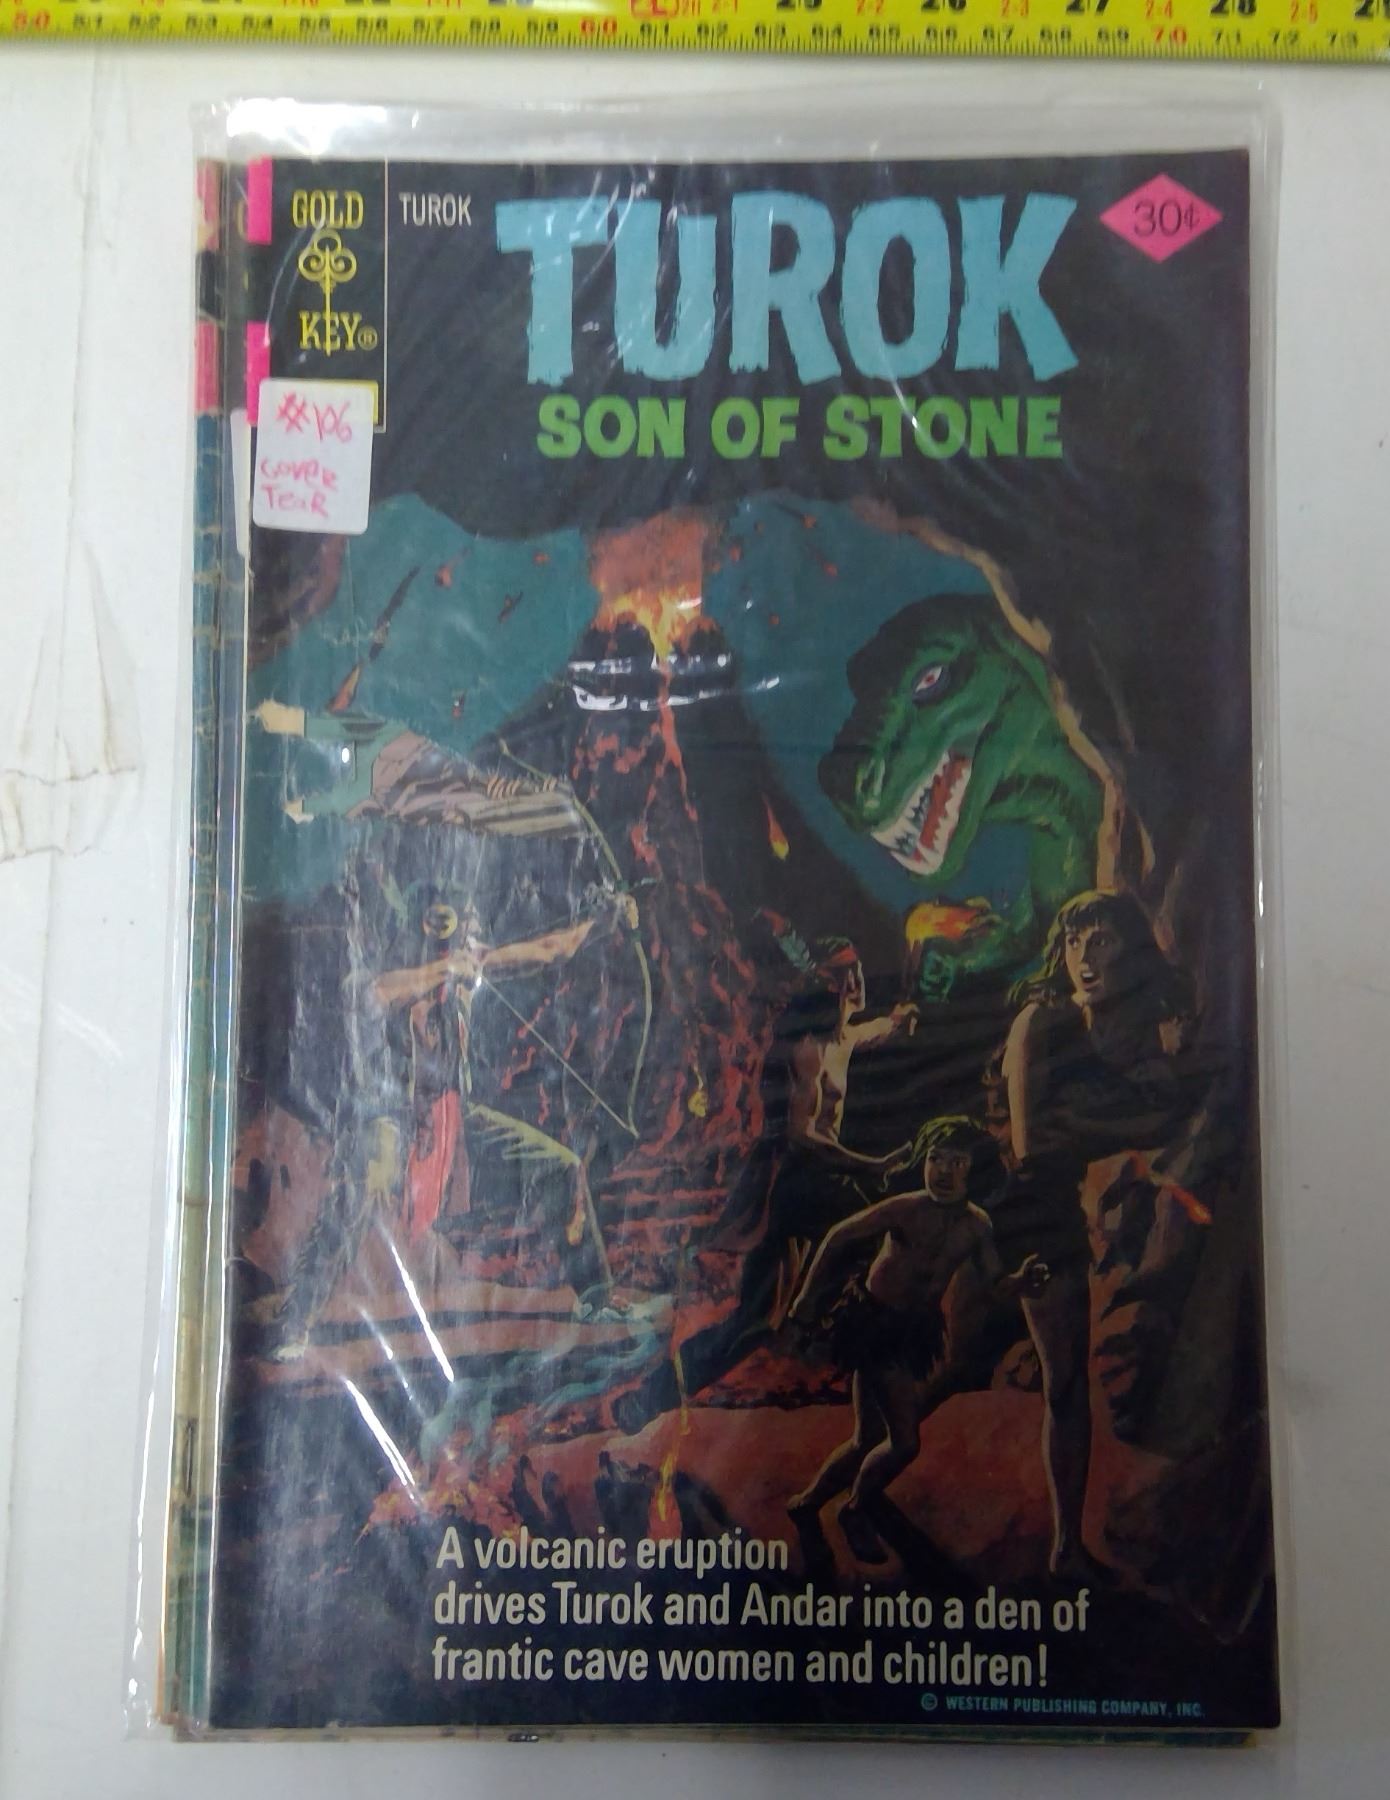 GOLD
KEY®
TUROK
TUROK
30¢
SON OF STONE
#106
COVER
TEAR
A volcanic eruption
drives Turok and Andar into a den of
frantic cave women and children!
© WESTERN PUBLISHING COMPANY, INC.